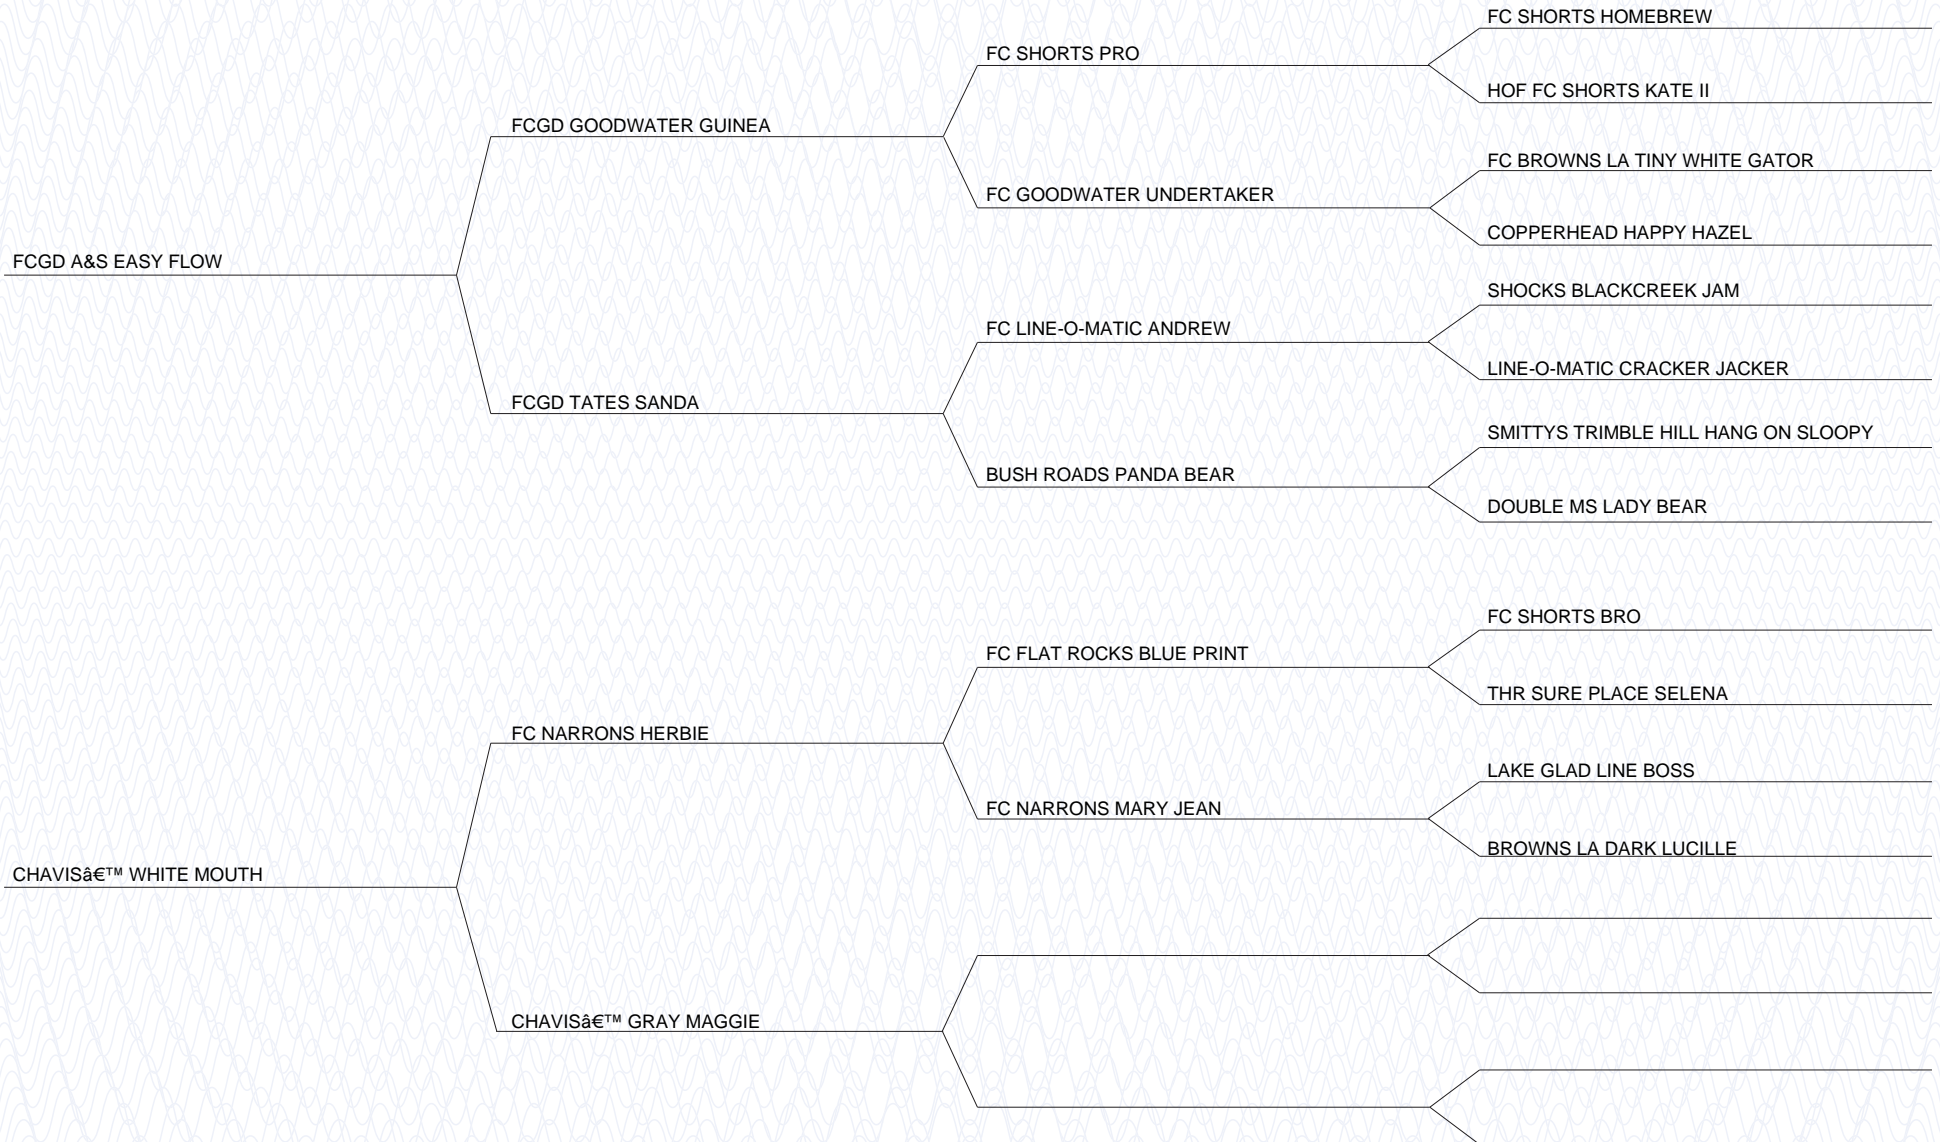 FC SHORTS HOMEBREW
FC SHORTS PRO
HOF FC SHORTS KATE II
FCGD GOODWATER GUINEA
FC BROWNS LA TINY WHITE GATOR
FC GOODWATER UNDERTAKER
COPPERHEAD HAPPY HAZEL
FCGD A&S EASY FLOW
SHOCKS BLACKCREEK JAM
FC LINE-O-MATIC ANDREW
LINE-O-MATIC CRACKER JACKER
FCGD TATES SANDA
SMITTYS TRIMBLE HILL HANG ON SLOOPY
BUSH ROADS PANDA BEAR
DOUBLE MS LADY BEAR
FC SHORTS BRO
FC FLAT ROCKS BLUE PRINT
THR SURE PLACE SELENA
FC NARRONS HERBIE
LAKE GLAD LINE BOSS
FC NARRONS MARY JEAN
BROWNS LA DARK LUCILLE
CHAVISâ€™ WHITE MOUTH
CHAVISâ€™ GRAY MAGGIE